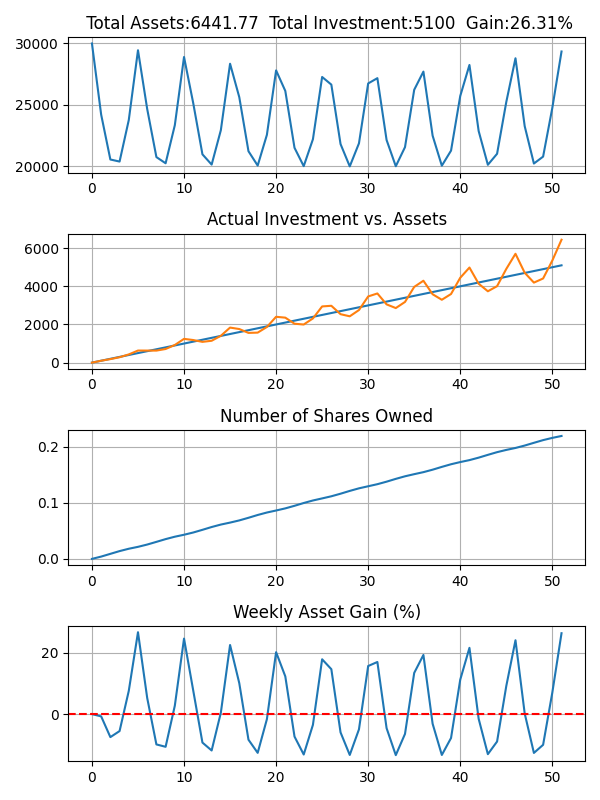 Total Assets:6441.77 Total Investment:5100 Gain:26.31%
30000
25000
20000
0 10 20 30 40 50
Actual Investment vs. Assets
6000
4000
2000
0
0 10 20 30 40 50
Number of Shares Owned
0.2
0.1
0.0
0 10 20 30 40 50
Weekly Asset Gain (%)
20
0
0 10 20 30 40 50